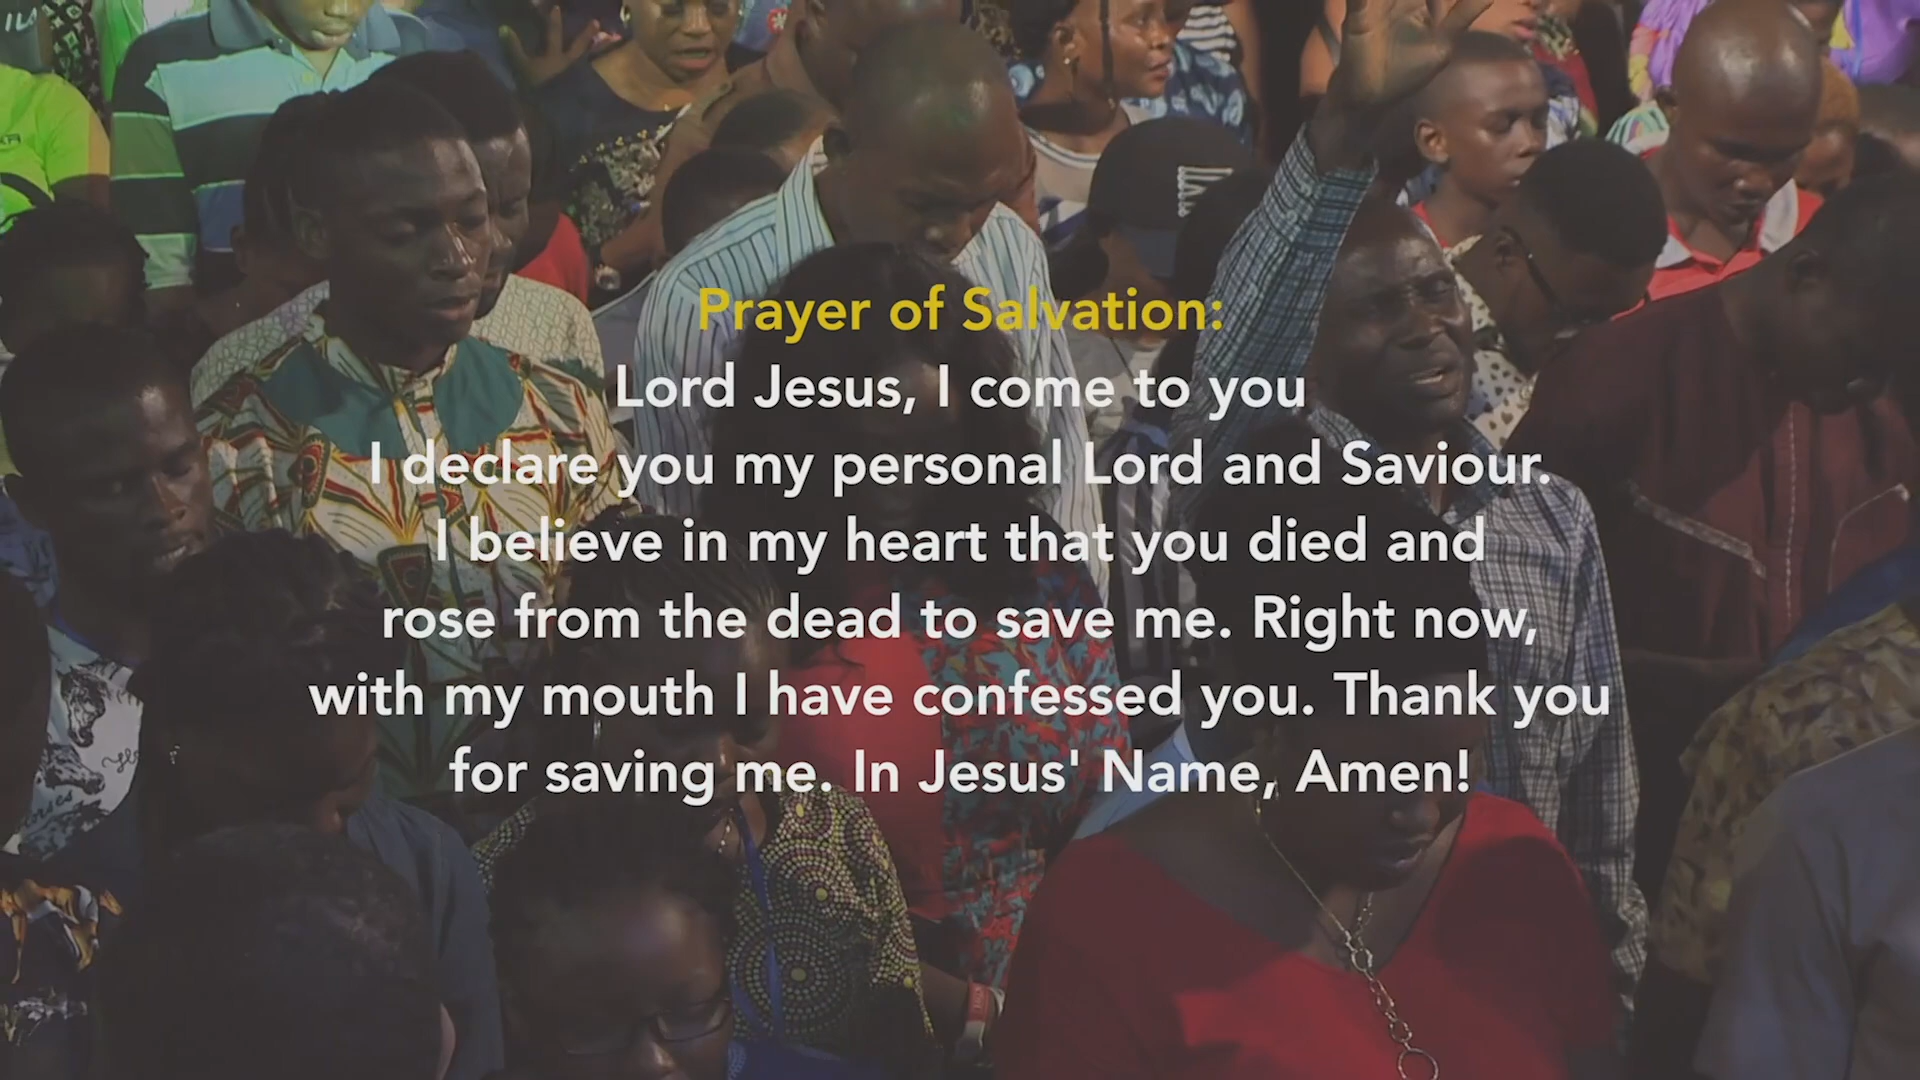 Prayer of Salvation:
Lord Jesus, I come to you
I declare you my personal Lord and Saviour.
I believe in my heart that you died and
rose from the dead to save me. Right now,
with my mouth I have confessed you. Thank you
for saving me. In Jesus' Name, Amen!